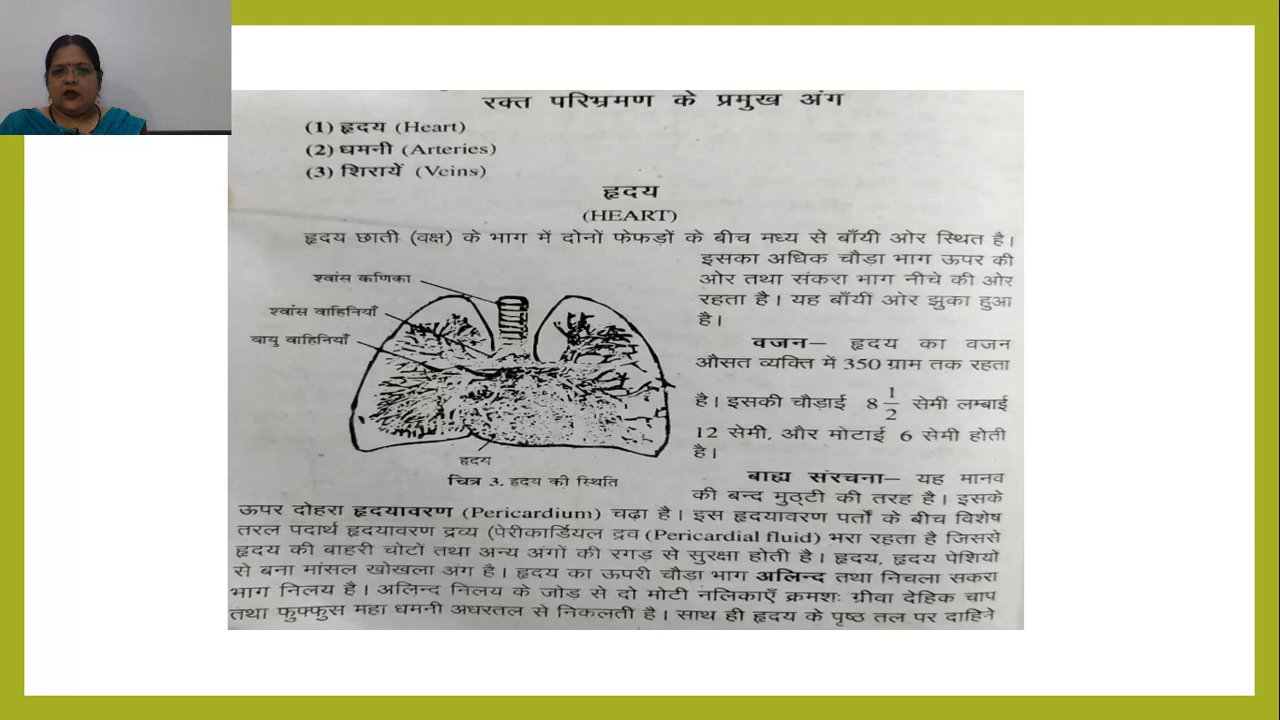 रक्त परिभ्रमण के प्रमुख अंग
(1) हृदय (Heart)
(2) धमनी (Arteries)
(3) शिरायें (Veins)
हृदय
(HEART)
हृदय छाती (वक्ष) के भाग में दोनों फेफड़ों के बीच मध्य से बाँयी ओर स्थित है।
इसका अधिक चौड़ा भाग ऊपर की
ओर तथा संकरा भाग नीचे की ओर
रहता है। यह बाँयीं ओर झुका हुआ
है।
श्वांस कणिका
श्वांस वाहिनियाँ
वायु वाहिनियाँ
हृदय
चित्र 3. हृदय की स्थिति
वजन– हृदय का वजन
औसत व्यक्ति में 350 ग्राम तक रहता
है। इसकी चौड़ाई 8 1/2 सेमी लम्बाई
12 सेमी, और मोटाई 6 सेमी होती
है।
बाह्य संरचना– यह मानव
की बन्द मुठ्टी की तरह है। इसके
ऊपर दोहरा हृदयावरण (Pericardium) चढ़ा है। इस हृदयावरण पर्तों के बीच विशेष
तरल पदार्थ हृदयावरण द्रव्य (पेरीकार्डियल द्रव (Pericardial fluid) भरा रहता है जिससे
हृदय की बाहरी चोटों तथा अन्य अंगों की रगड़ से सुरक्षा होती है। हृदय, हृदय पेशियों
से बना मांसल खोखला अंग है। हृदय का ऊपरी चौड़ा भाग अलिन्द तथा निचला सकरा
भाग निलय है। अलिन्द निलय के जोड़ से दो मोटी नलिकाएँ क्रमशः ग्रीवा देहिक चाप
तथा फुफ्फुस महा धमनी अधरतल से निकलती है। साथ ही हृदय के पृष्ठ तल पर दाहिने